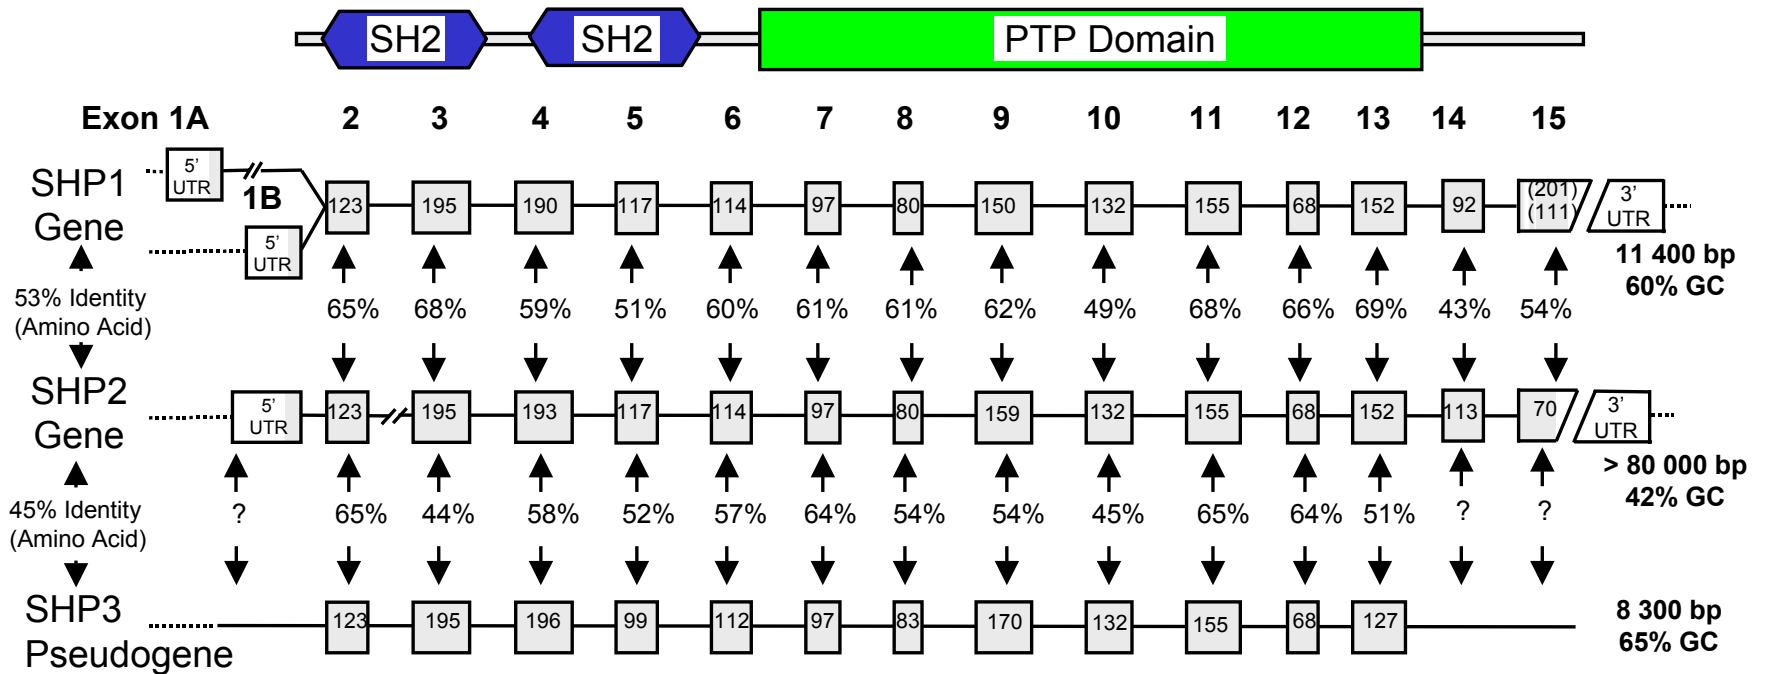 SH2 SH2 PTP Domain
Exon 1A 2 3 4 5 6 7 8 9 10 11 12 13 14 15
5’
UTR
1B
5’
UTR
SHP1
Gene
123 195 190 117 114 97 80 150 132 155 68 152 92 (201)
(111)
3’
UTR
11 400 bp
60% GC
53% Identity
(Amino Acid)
65% 68% 59% 51% 60% 61% 61% 62% 49% 68% 66% 69% 43% 54%
SHP2
Gene
5’
UTR
123 195 193 117 114 97 80 159 132 155 68 152 113 70
3’
UTR
> 80 000 bp
42% GC
45% Identity
(Amino Acid)
? 65% 44% 58% 52% 57% 64% 54% 54% 45% 65% 64% 51% ? ?
SHP3
Pseudogene
123 195 196 99 112 97 83 170 132 155 68 127
8 300 bp
65% GC